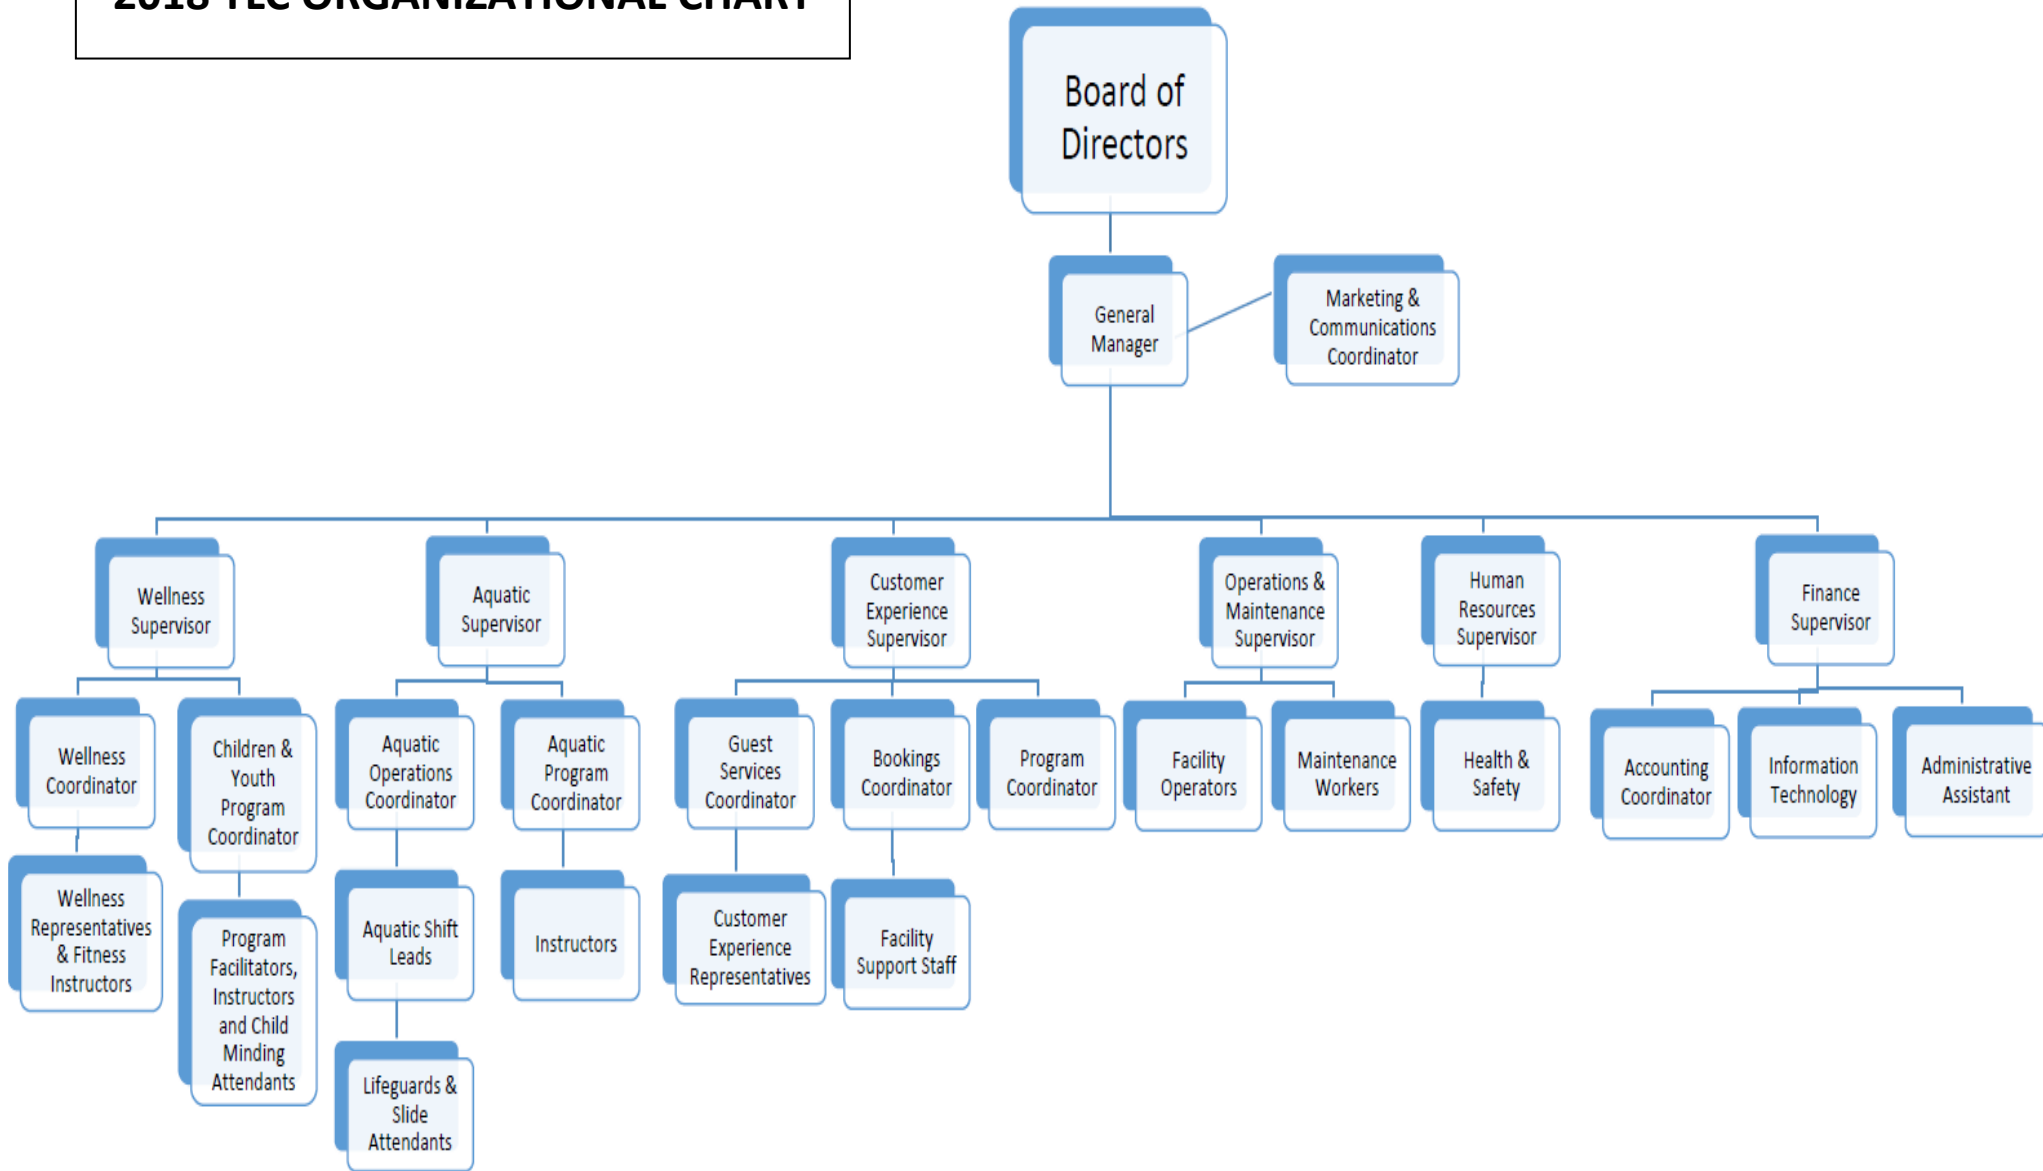 2018 TLC ORGANIZATIONAL CHART
Board of
Directors
General
Manager
Marketing &
Communications
Coordinator
Wellness
Supervisor
Aquatic
Supervisor
Customer
Experience
Supervisor
Operations &
Maintenance
Supervisor
Human
Resources
Supervisor
Finance
Supervisor
Wellness
Coordinator
Children &
Youth
Program
Coordinator
Aquatic
Operations
Coordinator
Aquatic
Program
Coordinator
Guest
Services
Coordinator
Bookings
Coordinator
Program
Coordinator
Facility
Operators
Maintenance
Workers
Health &
Safety
Accounting
Coordinator
Information
Technology
Administrative
Assistant
Wellness
Representatives
& Fitness
Instructors
Program
Facilitators,
Instructors
and Child
Minding
Attendants
Aquatic Shift
Leads
Instructors
Customer
Experience
Representatives
Facility
Support Staff
Lifeguards &
Slide
Attendants